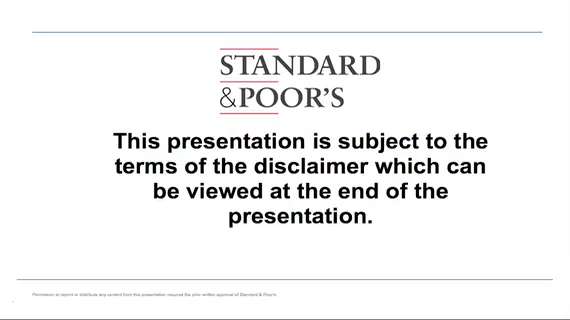 STANDARD
&POOR'S
This presentation is subject to the
terms of the disclaimer which can
be viewed at the end of the
presentation.
Permission to reprint or distribute any content from this presentation requires the prior written approval of Standard & Poor's.